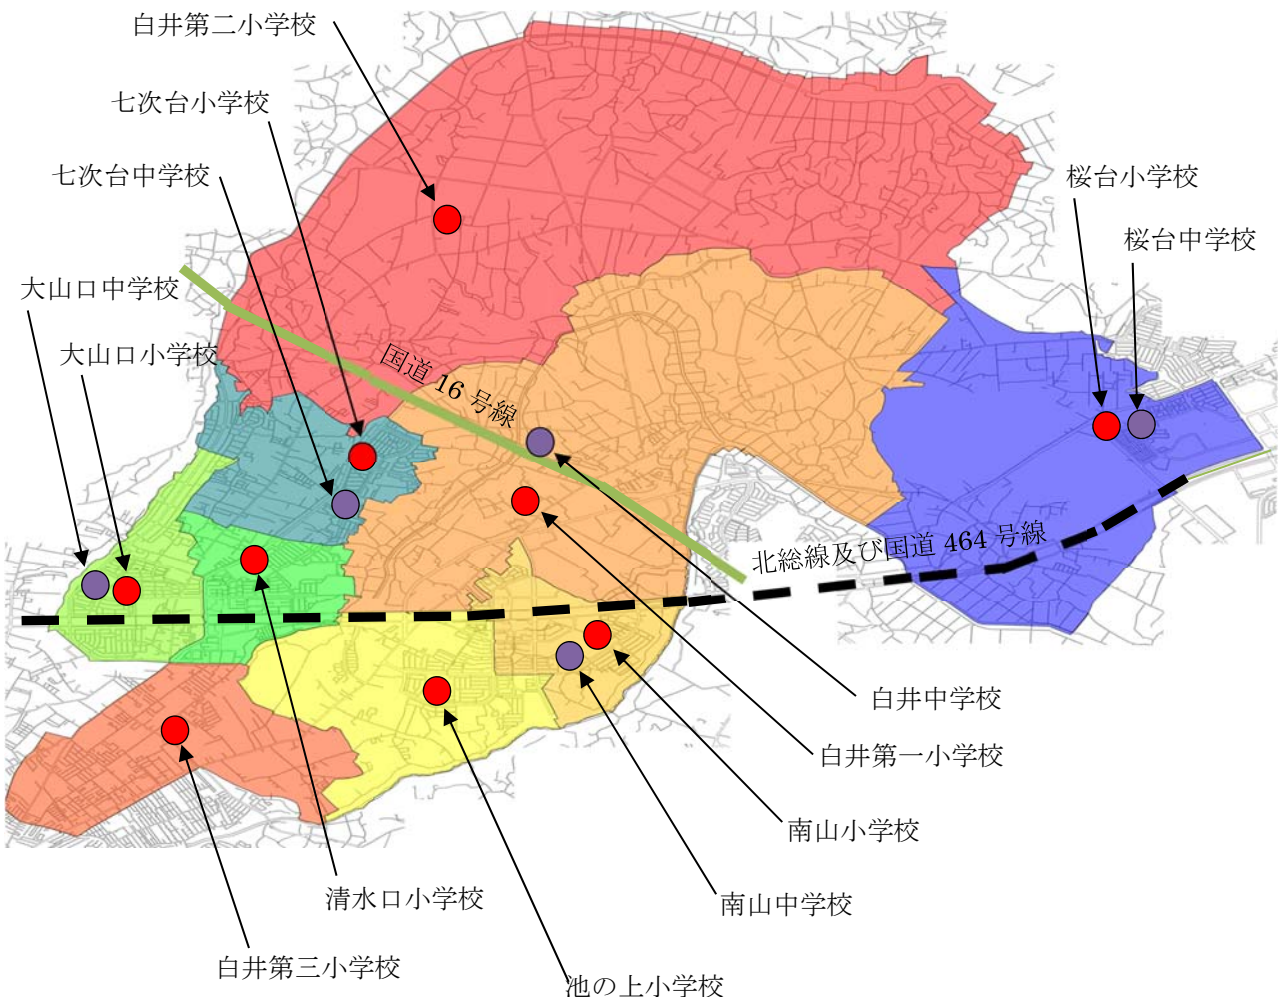 白井第二小学校
七次台小学校
七次台中学校
桜台小学校
桜台中学校
大山口中学校
大山口小学校
国道 16 号線
北総線及び国道 464 号線
白井中学校
白井第一小学校
南山小学校
清水口小学校
南山中学校
白井第三小学校
池の上小学校